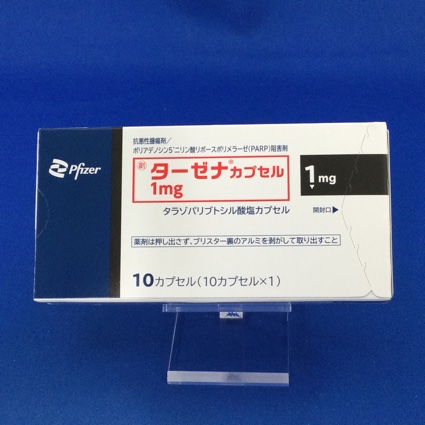 抗悪性腫瘍剤/
ポリアデノシン5'ニリン酸リボースポリメラーゼ(PARP)阻害剤
Pfizer
劇 ターゼナ®カプセル
1mg
1mg
タラゾパリブトシル酸塩カプセル
開封口▶
薬剤は押し出さず、ブリスター裏のアルミを剥がして取り出すこと
10カプセル(10カプセル×1)